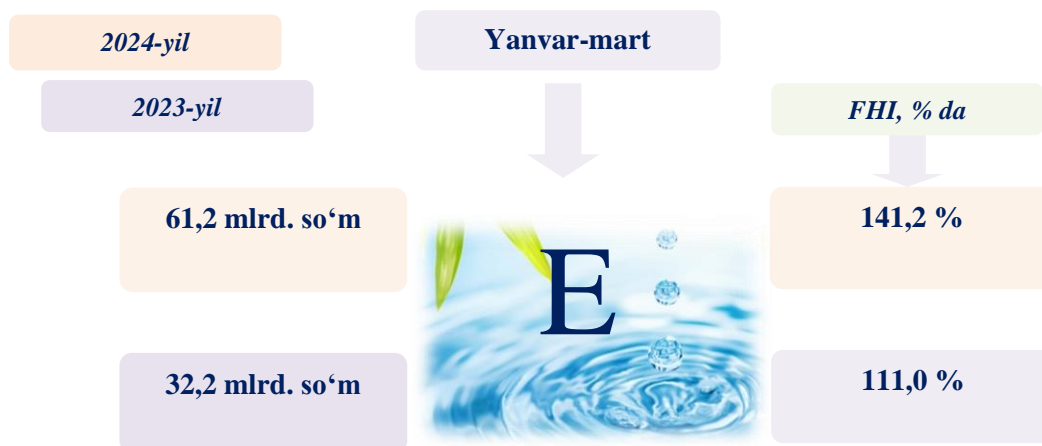 2024-yil
Yanvar-mart
2023-yil
FHI, % da
61,2 mlrd. so‘m
141,2 %
E
32,2 mlrd. so‘m
111,0 %